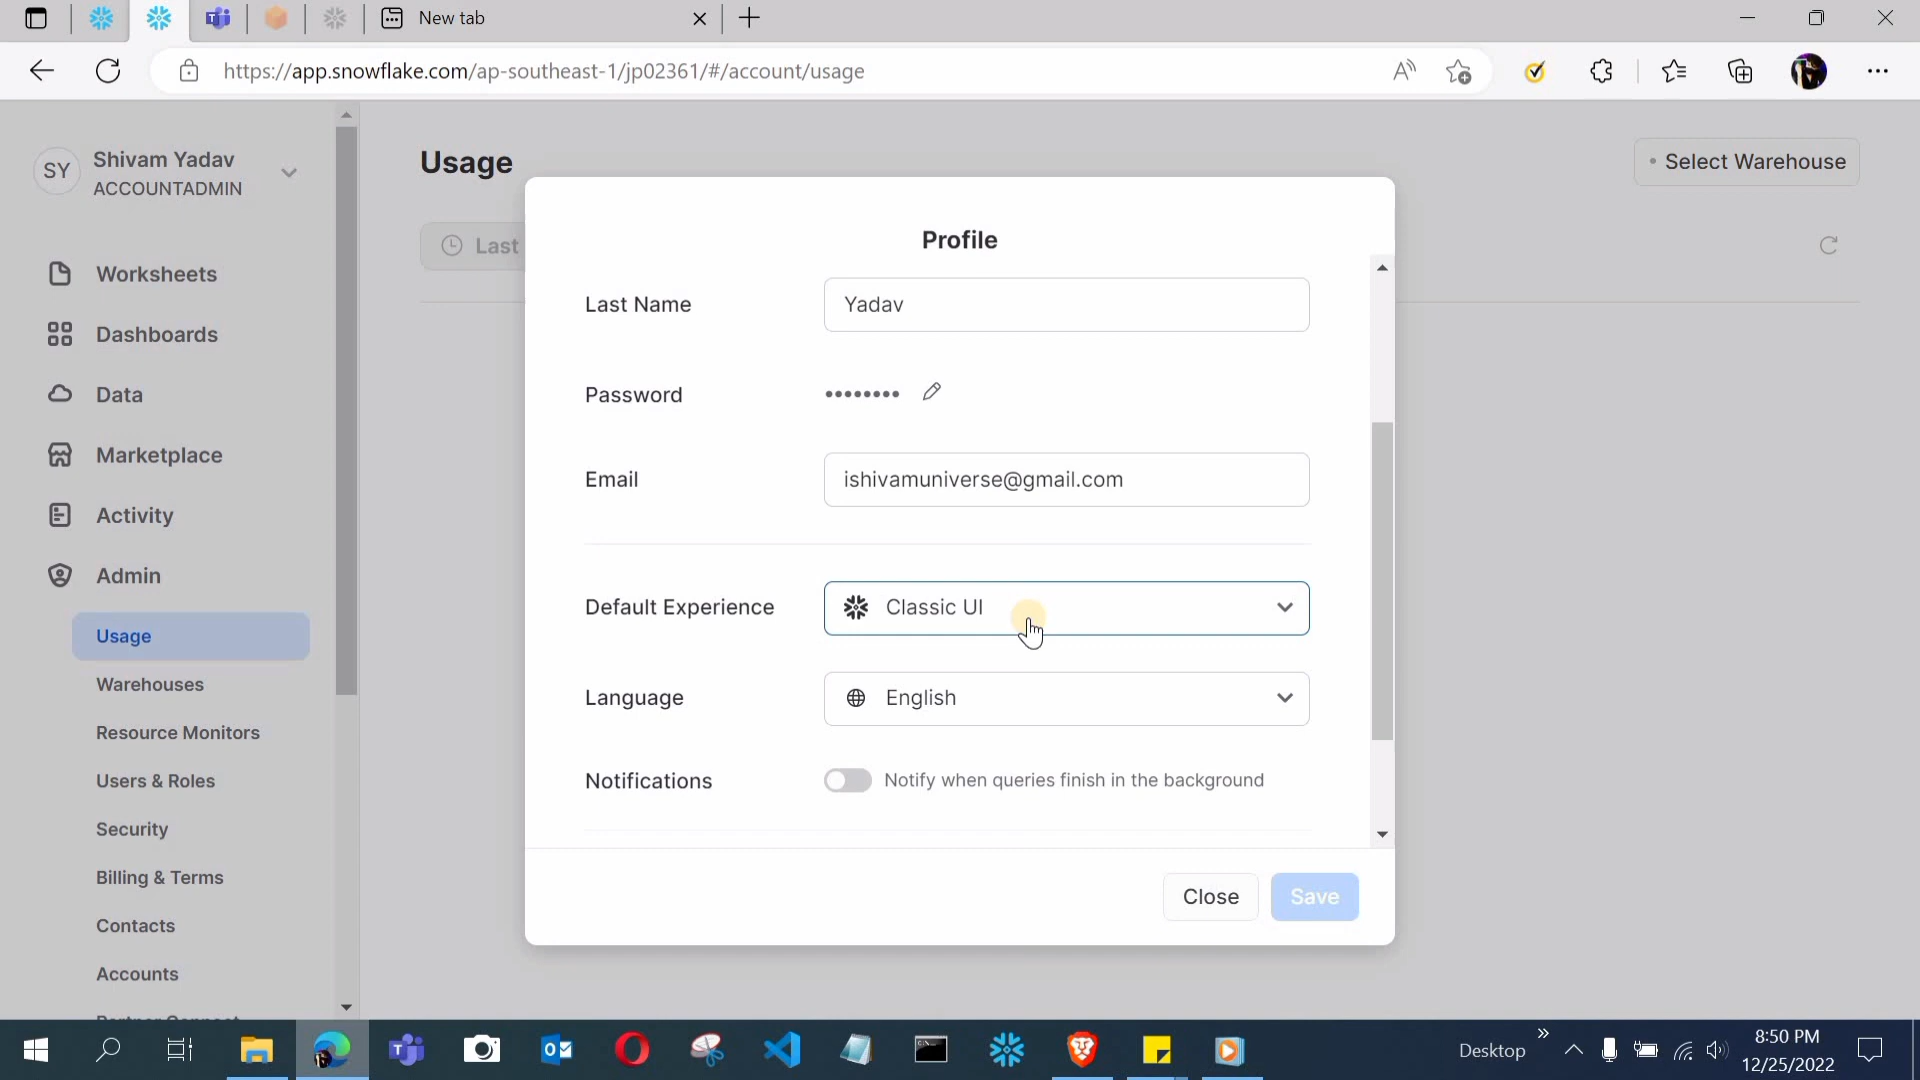 New tab
https://app.snowflake.com/ap-southeast-1/jp02361/#/account/usage
SY
Shivam Yadav
ACCOUNTADMIN
Worksheets
Dashboards
Data
Marketplace
Activity
Admin
Usage
Warehouses
Resource Monitors
Users & Roles
Security
Billing & Terms
Contacts
Accounts
Usage
Select Warehouse
Last
Profile
Last Name
Yadav
Password
Email
ishivamuniverse@gmail.com
Default Experience
Classic UI
Language
English
Notifications
Notify when queries finish in the background
Close
Save
Desktop
8:50 PM
12/25/2022